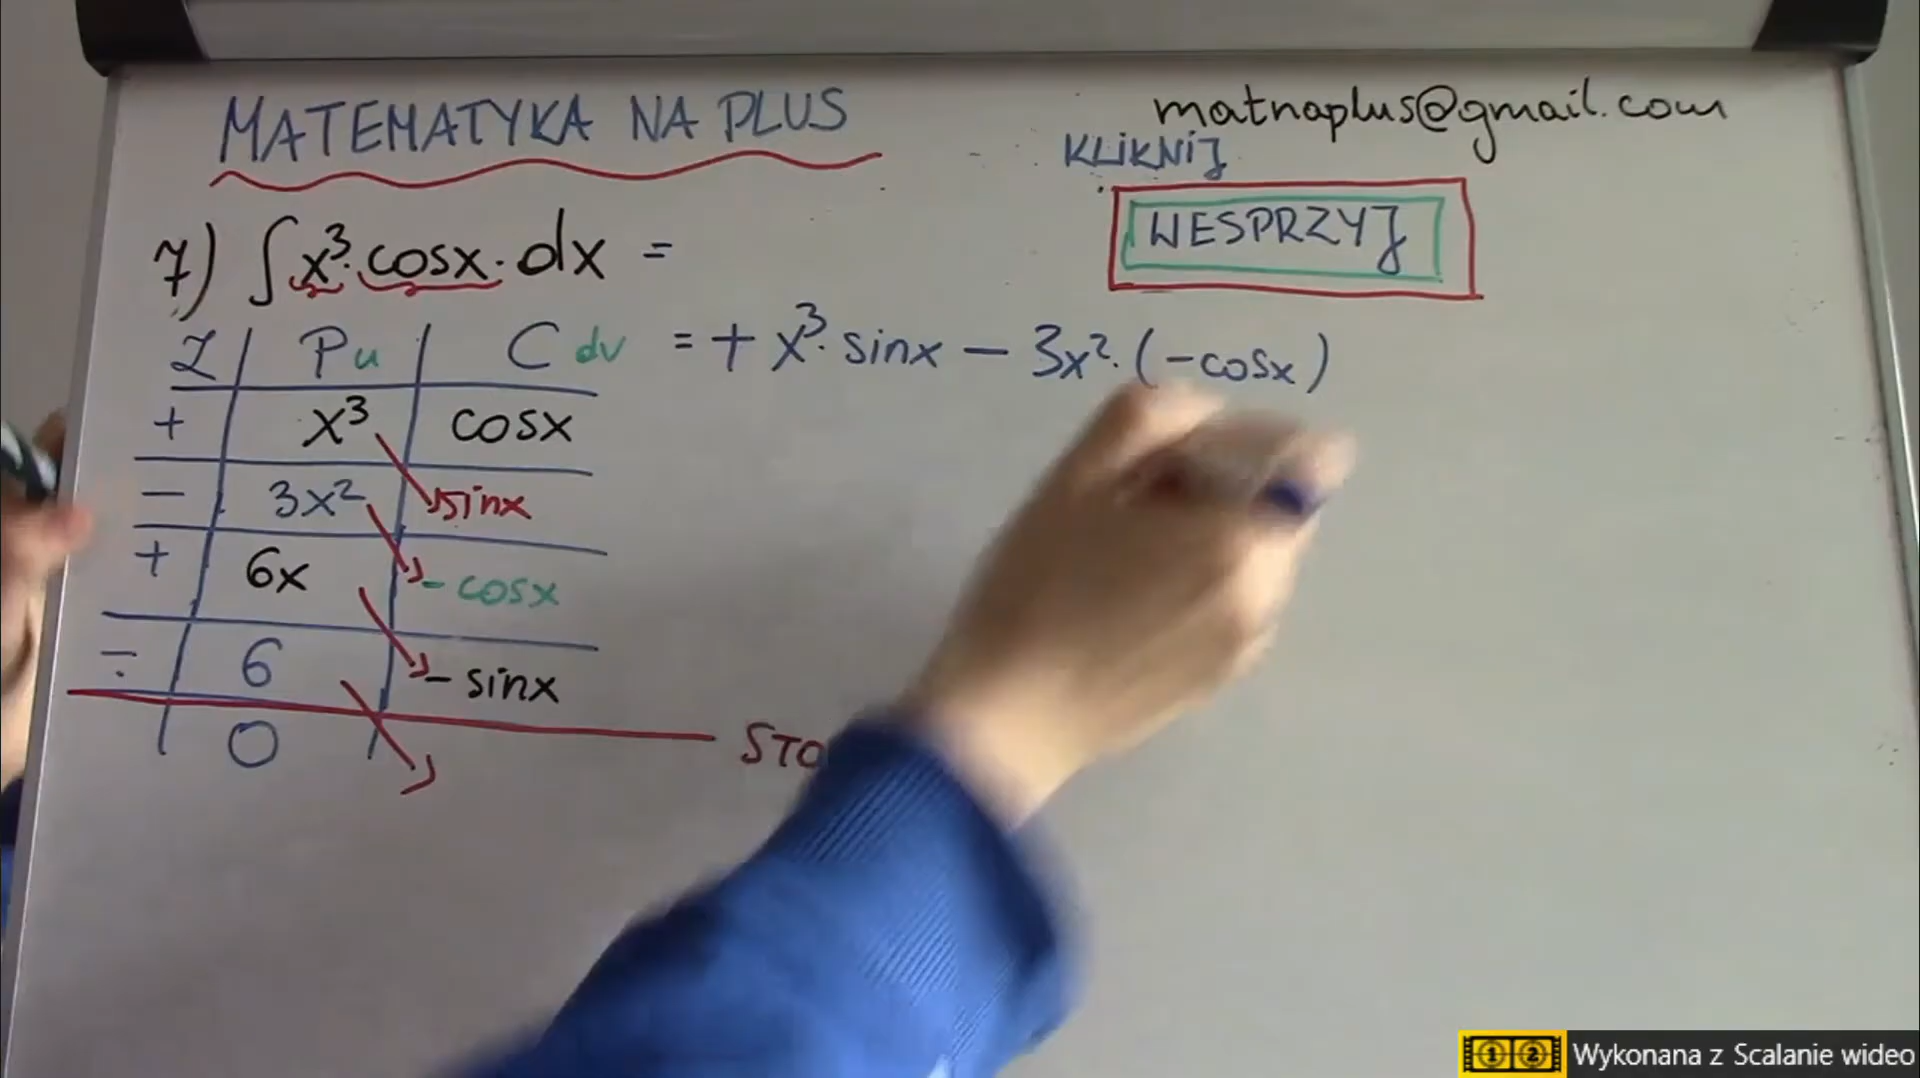 MATEMATYKA NA PLUS
matnaplus@gmail.com
KLiKNiJ
WESPRZYJ
7) ∫ x³·cosx·dx =
Z | P u | C dv
= + x³·sinx − 3x²·(−cosx)
+ | x³ | cosx
− | 3x² | sinx
+ | 6x | −cosx
− | 6 | −sinx
0
Wykonana z Scalanie wideo